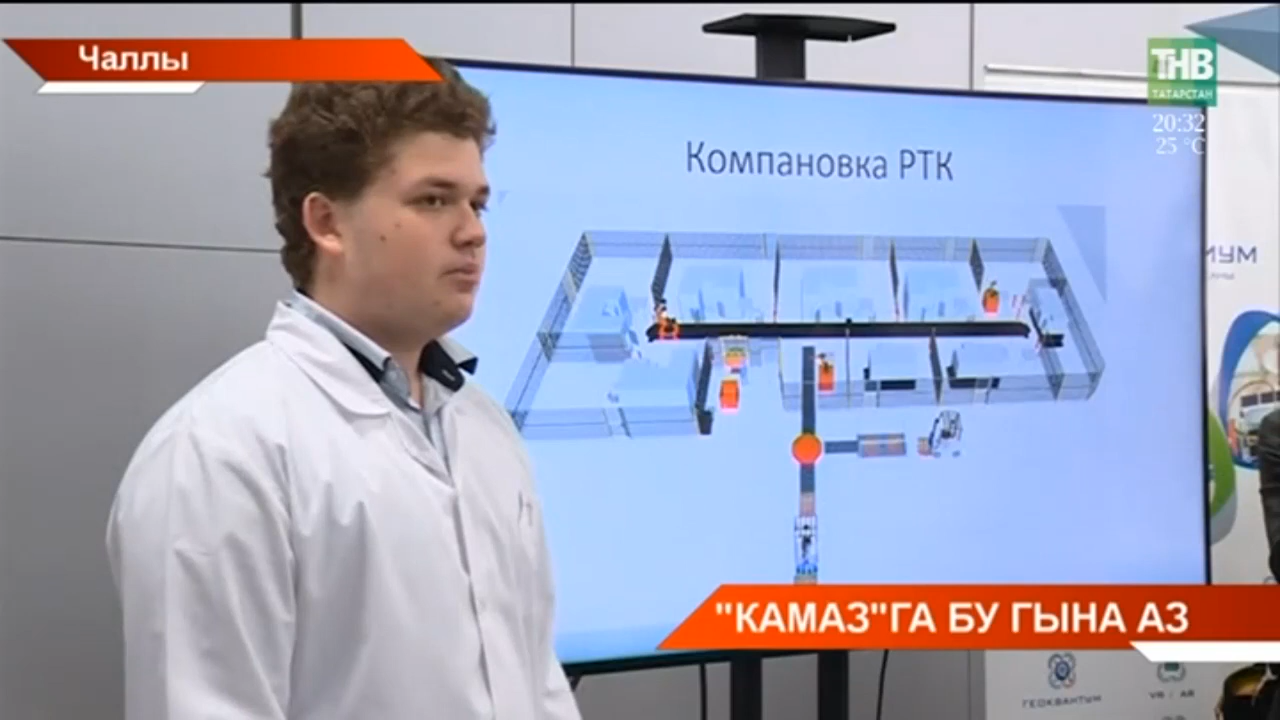 Чаллы
ТНВ
ТАТАРСТАН
20:32
25 °C
Компановка РТК
"КАМАЗ"ГА БУ ГЫНА АЗ
ГЕОКВАНТУМ
VR / AR